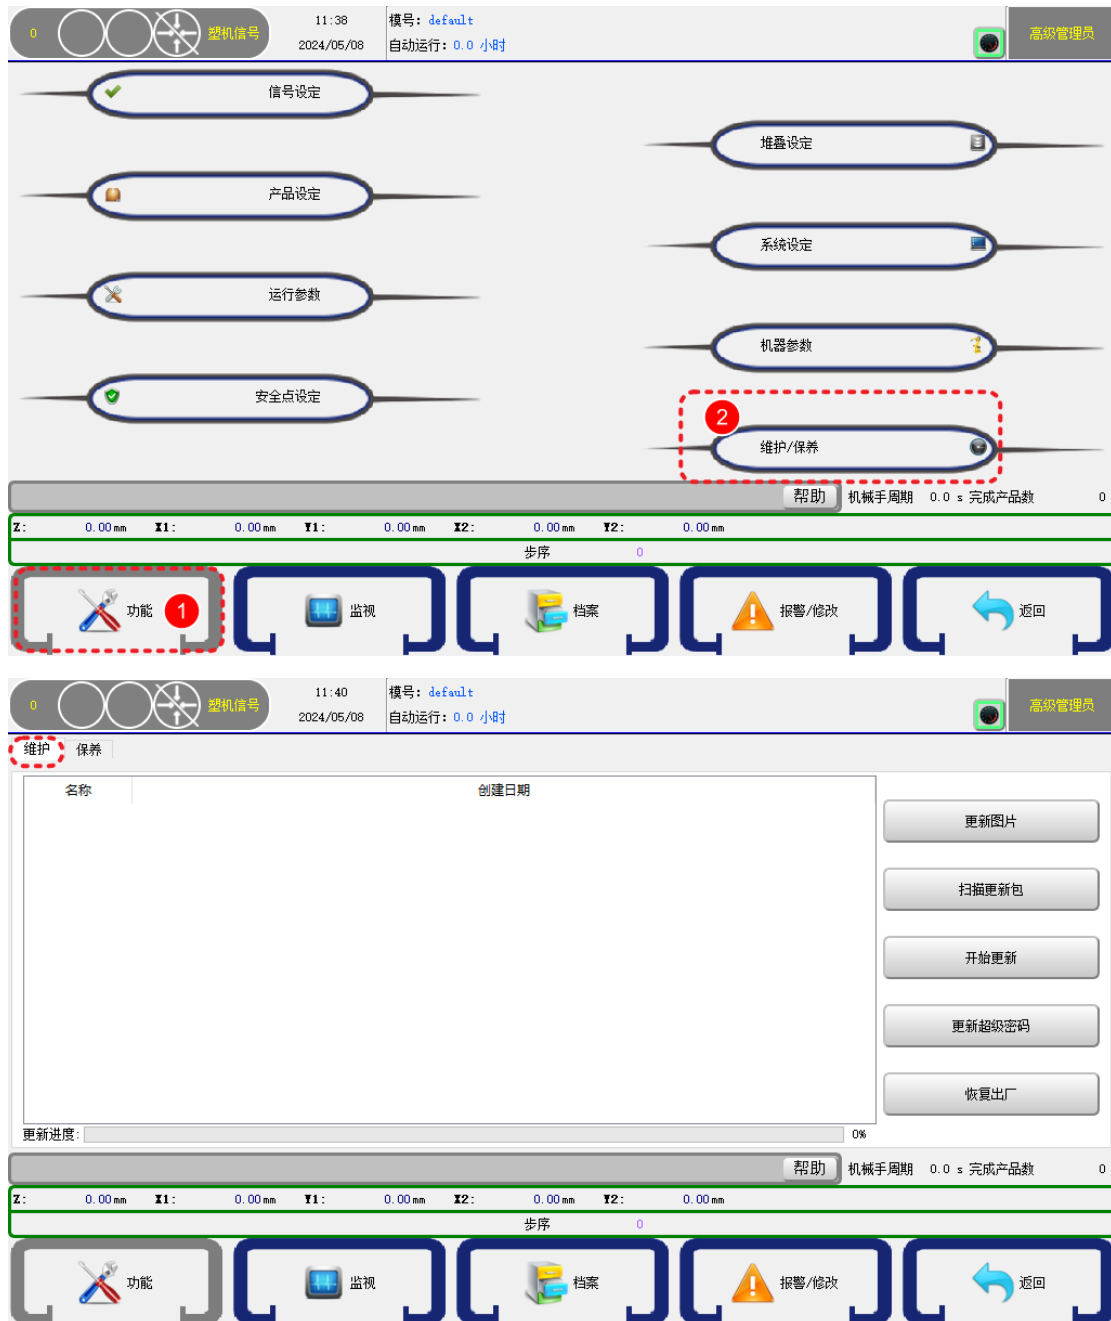 0 塑机信号 11:38 模号: default 高级管理员
2024/05/08 自动运行: 0.0 小时
信号设定
堆叠设定
产品设定
系统设定
运行参数
机器参数
安全点设定
2
维护/保养
帮助 机械手周期 0.0 s 完成产品数 0
Z: 0.00mm X1: 0.00mm Y1: 0.00mm X2: 0.00mm Y2: 0.00mm
步序 0
功能 1 监视 档案 报警/修改 返回
0 塑机信号 11:40 模号: default 高级管理员
2024/05/08 自动运行: 0.0 小时
维护 保养
名称 创建日期
更新图片
扫描更新包
开始更新
更新超级密码
恢复出厂
更新进度: 0%
帮助 机械手周期 0.0 s 完成产品数 0
Z: 0.00mm X1: 0.00mm Y1: 0.00mm X2: 0.00mm Y2: 0.00mm
步序 0
功能 监视 档案 报警/修改 返回